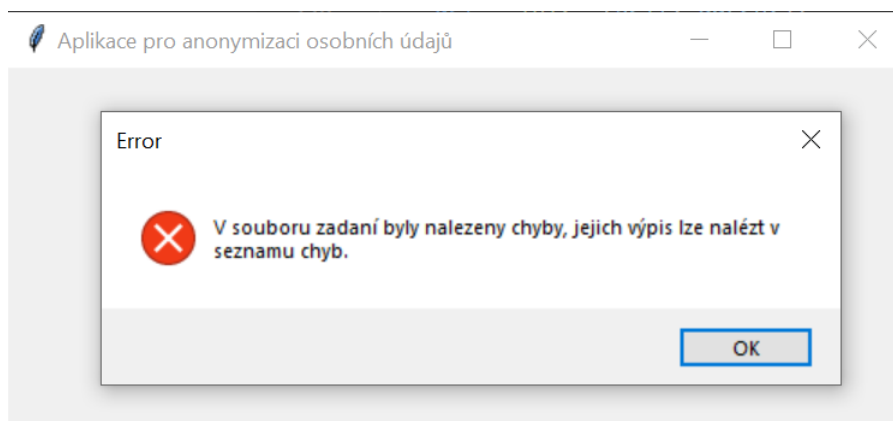 Aplikace pro anonymizaci osobních údajů
Error
V souboru zadaní byly nalezeny chyby, jejich výpis lze nalézt v
seznamu chyb.
OK